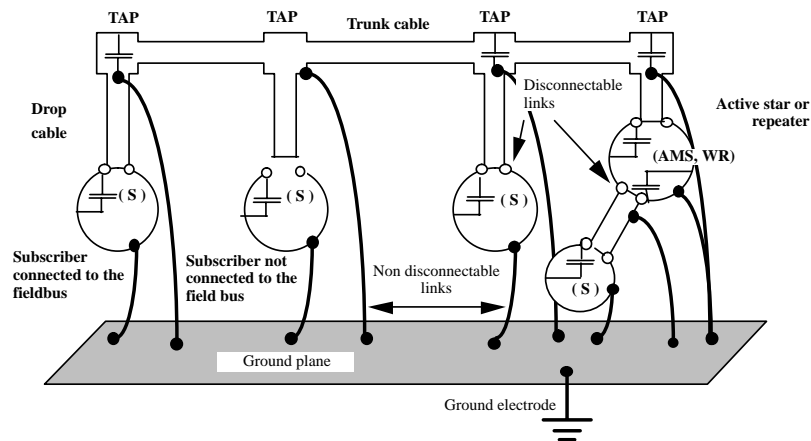 TAP
TAP
TAP
TAP
Trunk cable
Disconnectable
links
Drop
cable
Active star or
repeater
(AMS, WR)
( S )
( S )
( S )
( S )
Subscriber
connected to the
fieldbus
Subscriber not
connected to the
field bus
Non disconnectable
links
Ground plane
Ground electrode